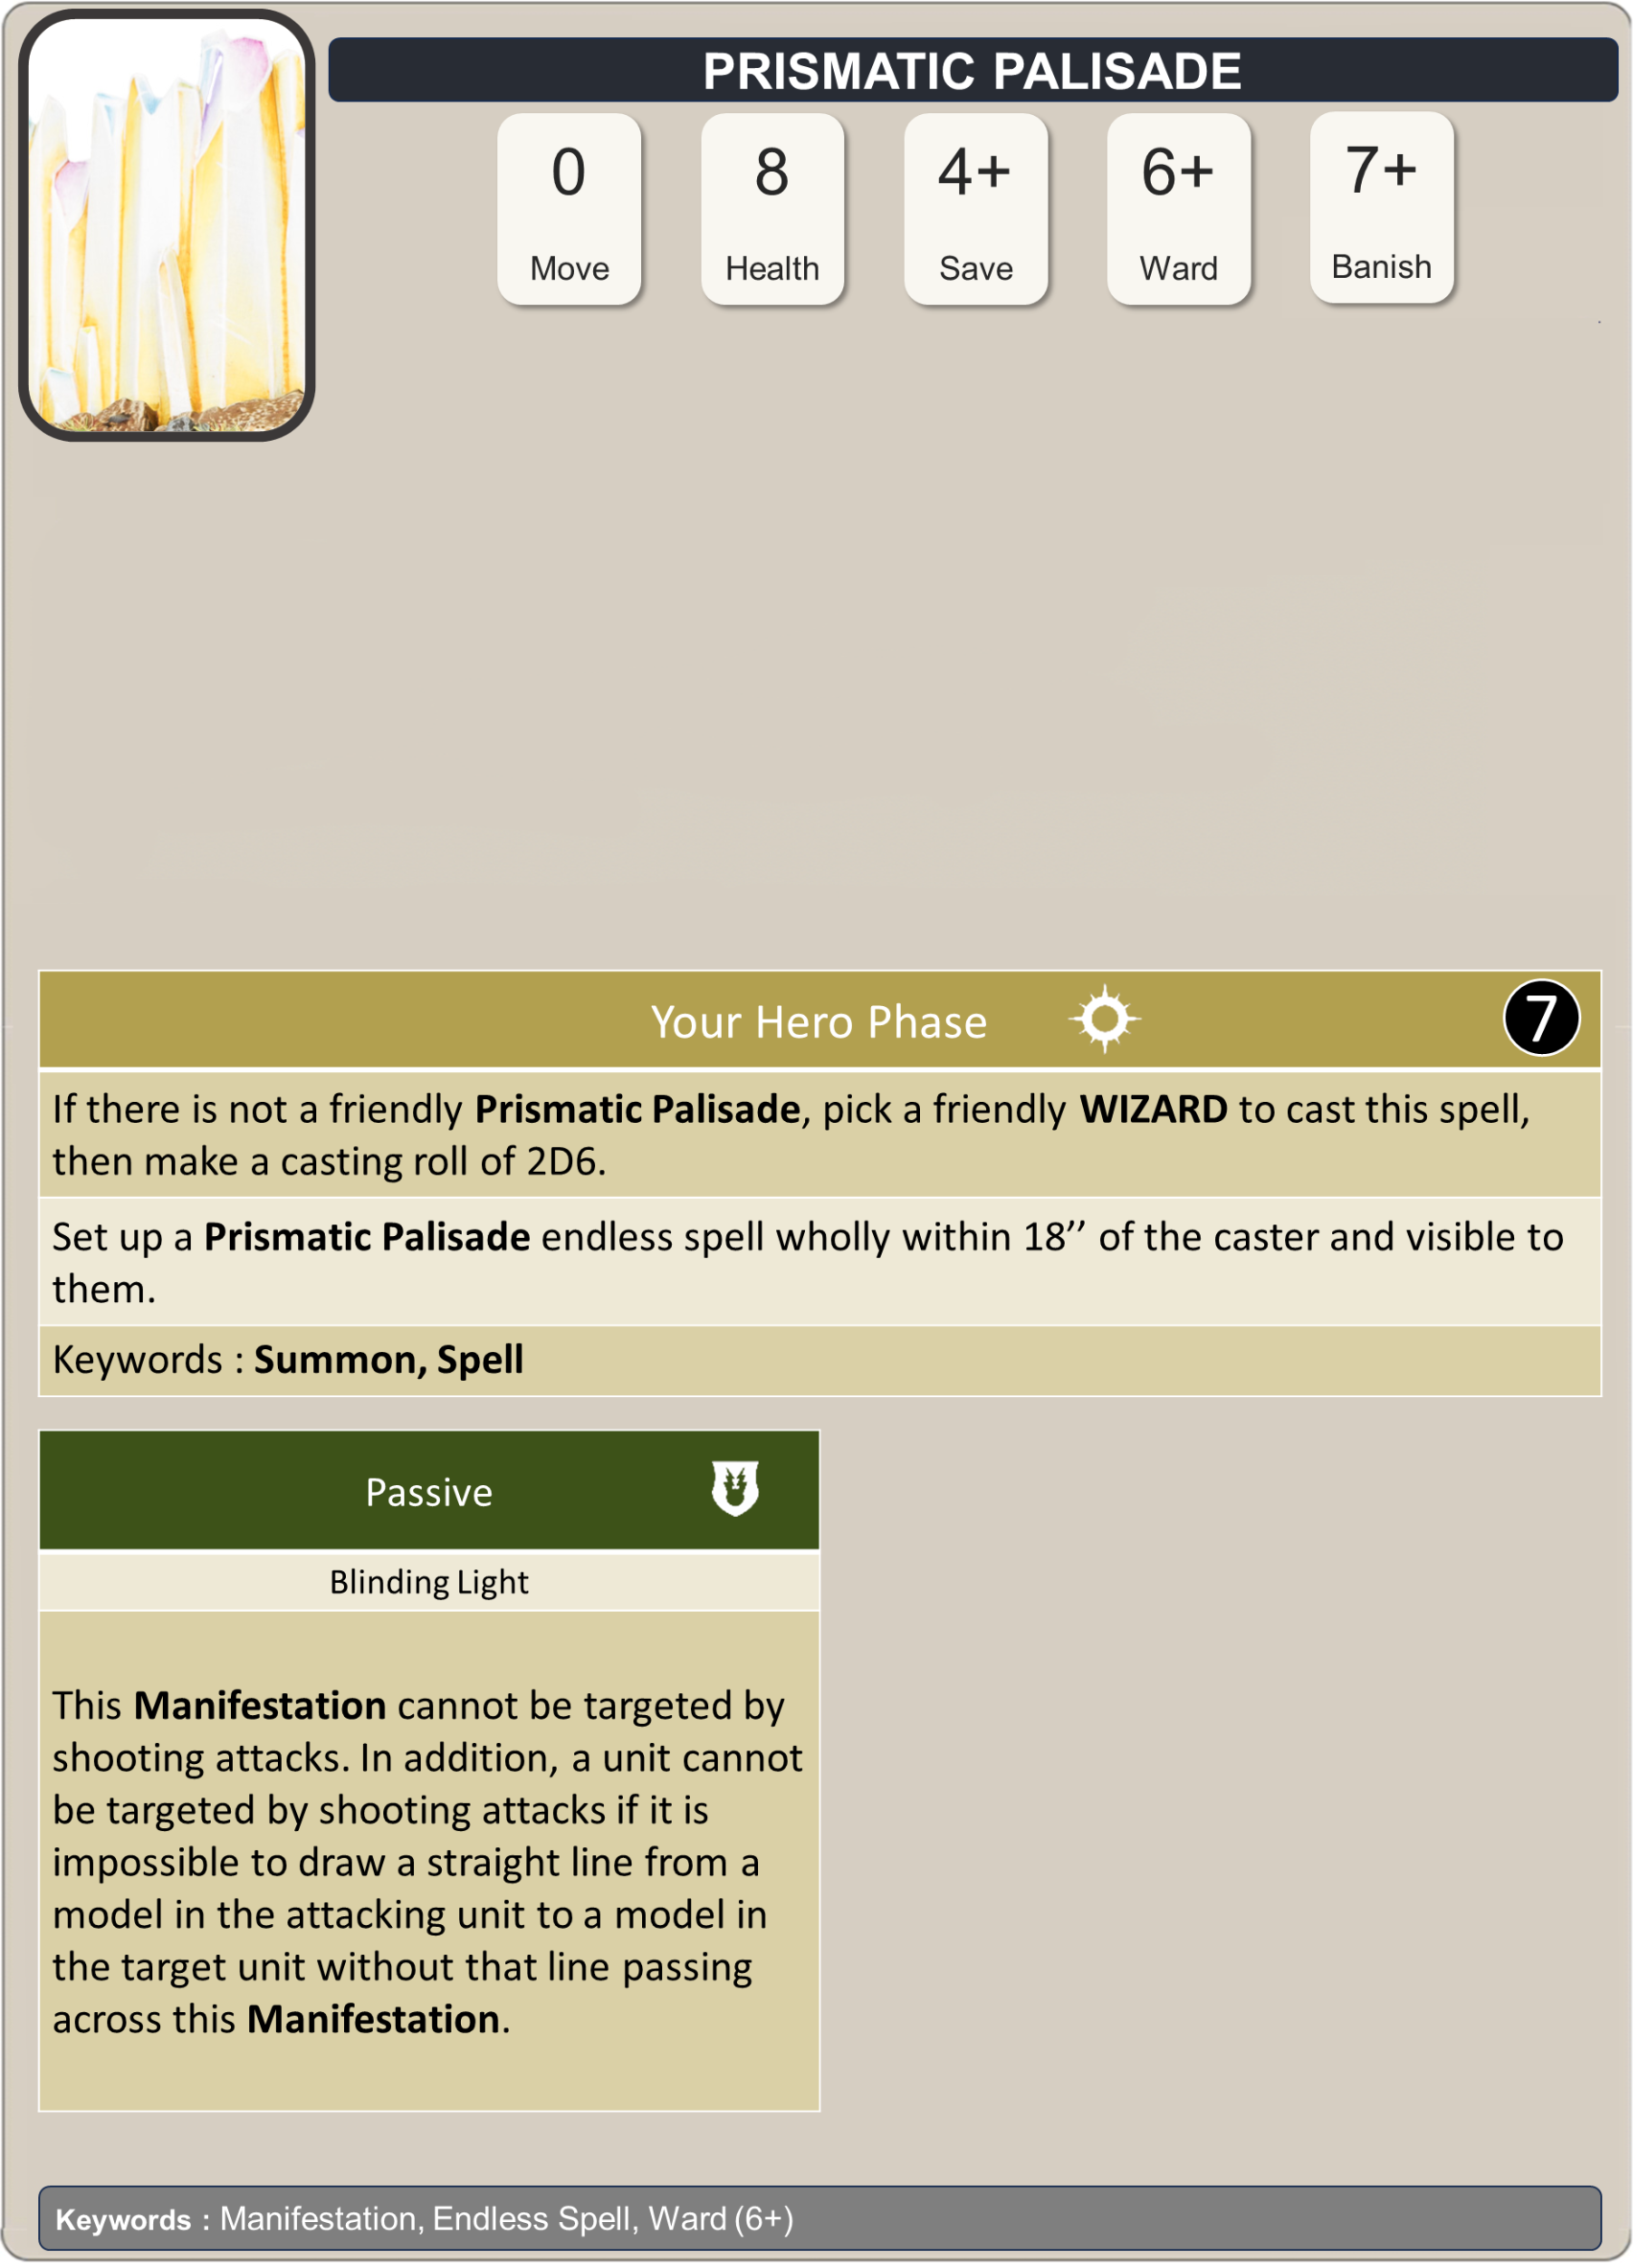 PRISMATIC PALISADE
0
Move
8
Health
4+
Save
6+
Ward
7+
Banish
Your Hero Phase
7
If there is not a friendly Prismatic Palisade, pick a friendly WIZARD to cast this spell,
then make a casting roll of 2D6.
Set up a Prismatic Palisade endless spell wholly within 18’’ of the caster and visible to
them.
Keywords : Summon, Spell
Passive
Blinding Light
This Manifestation cannot be targeted by
shooting attacks. In addition, a unit cannot
be targeted by shooting attacks if it is
impossible to draw a straight line from a
model in the attacking unit to a model in
the target unit without that line passing
across this Manifestation.
Keywords : Manifestation, Endless Spell, Ward (6+)